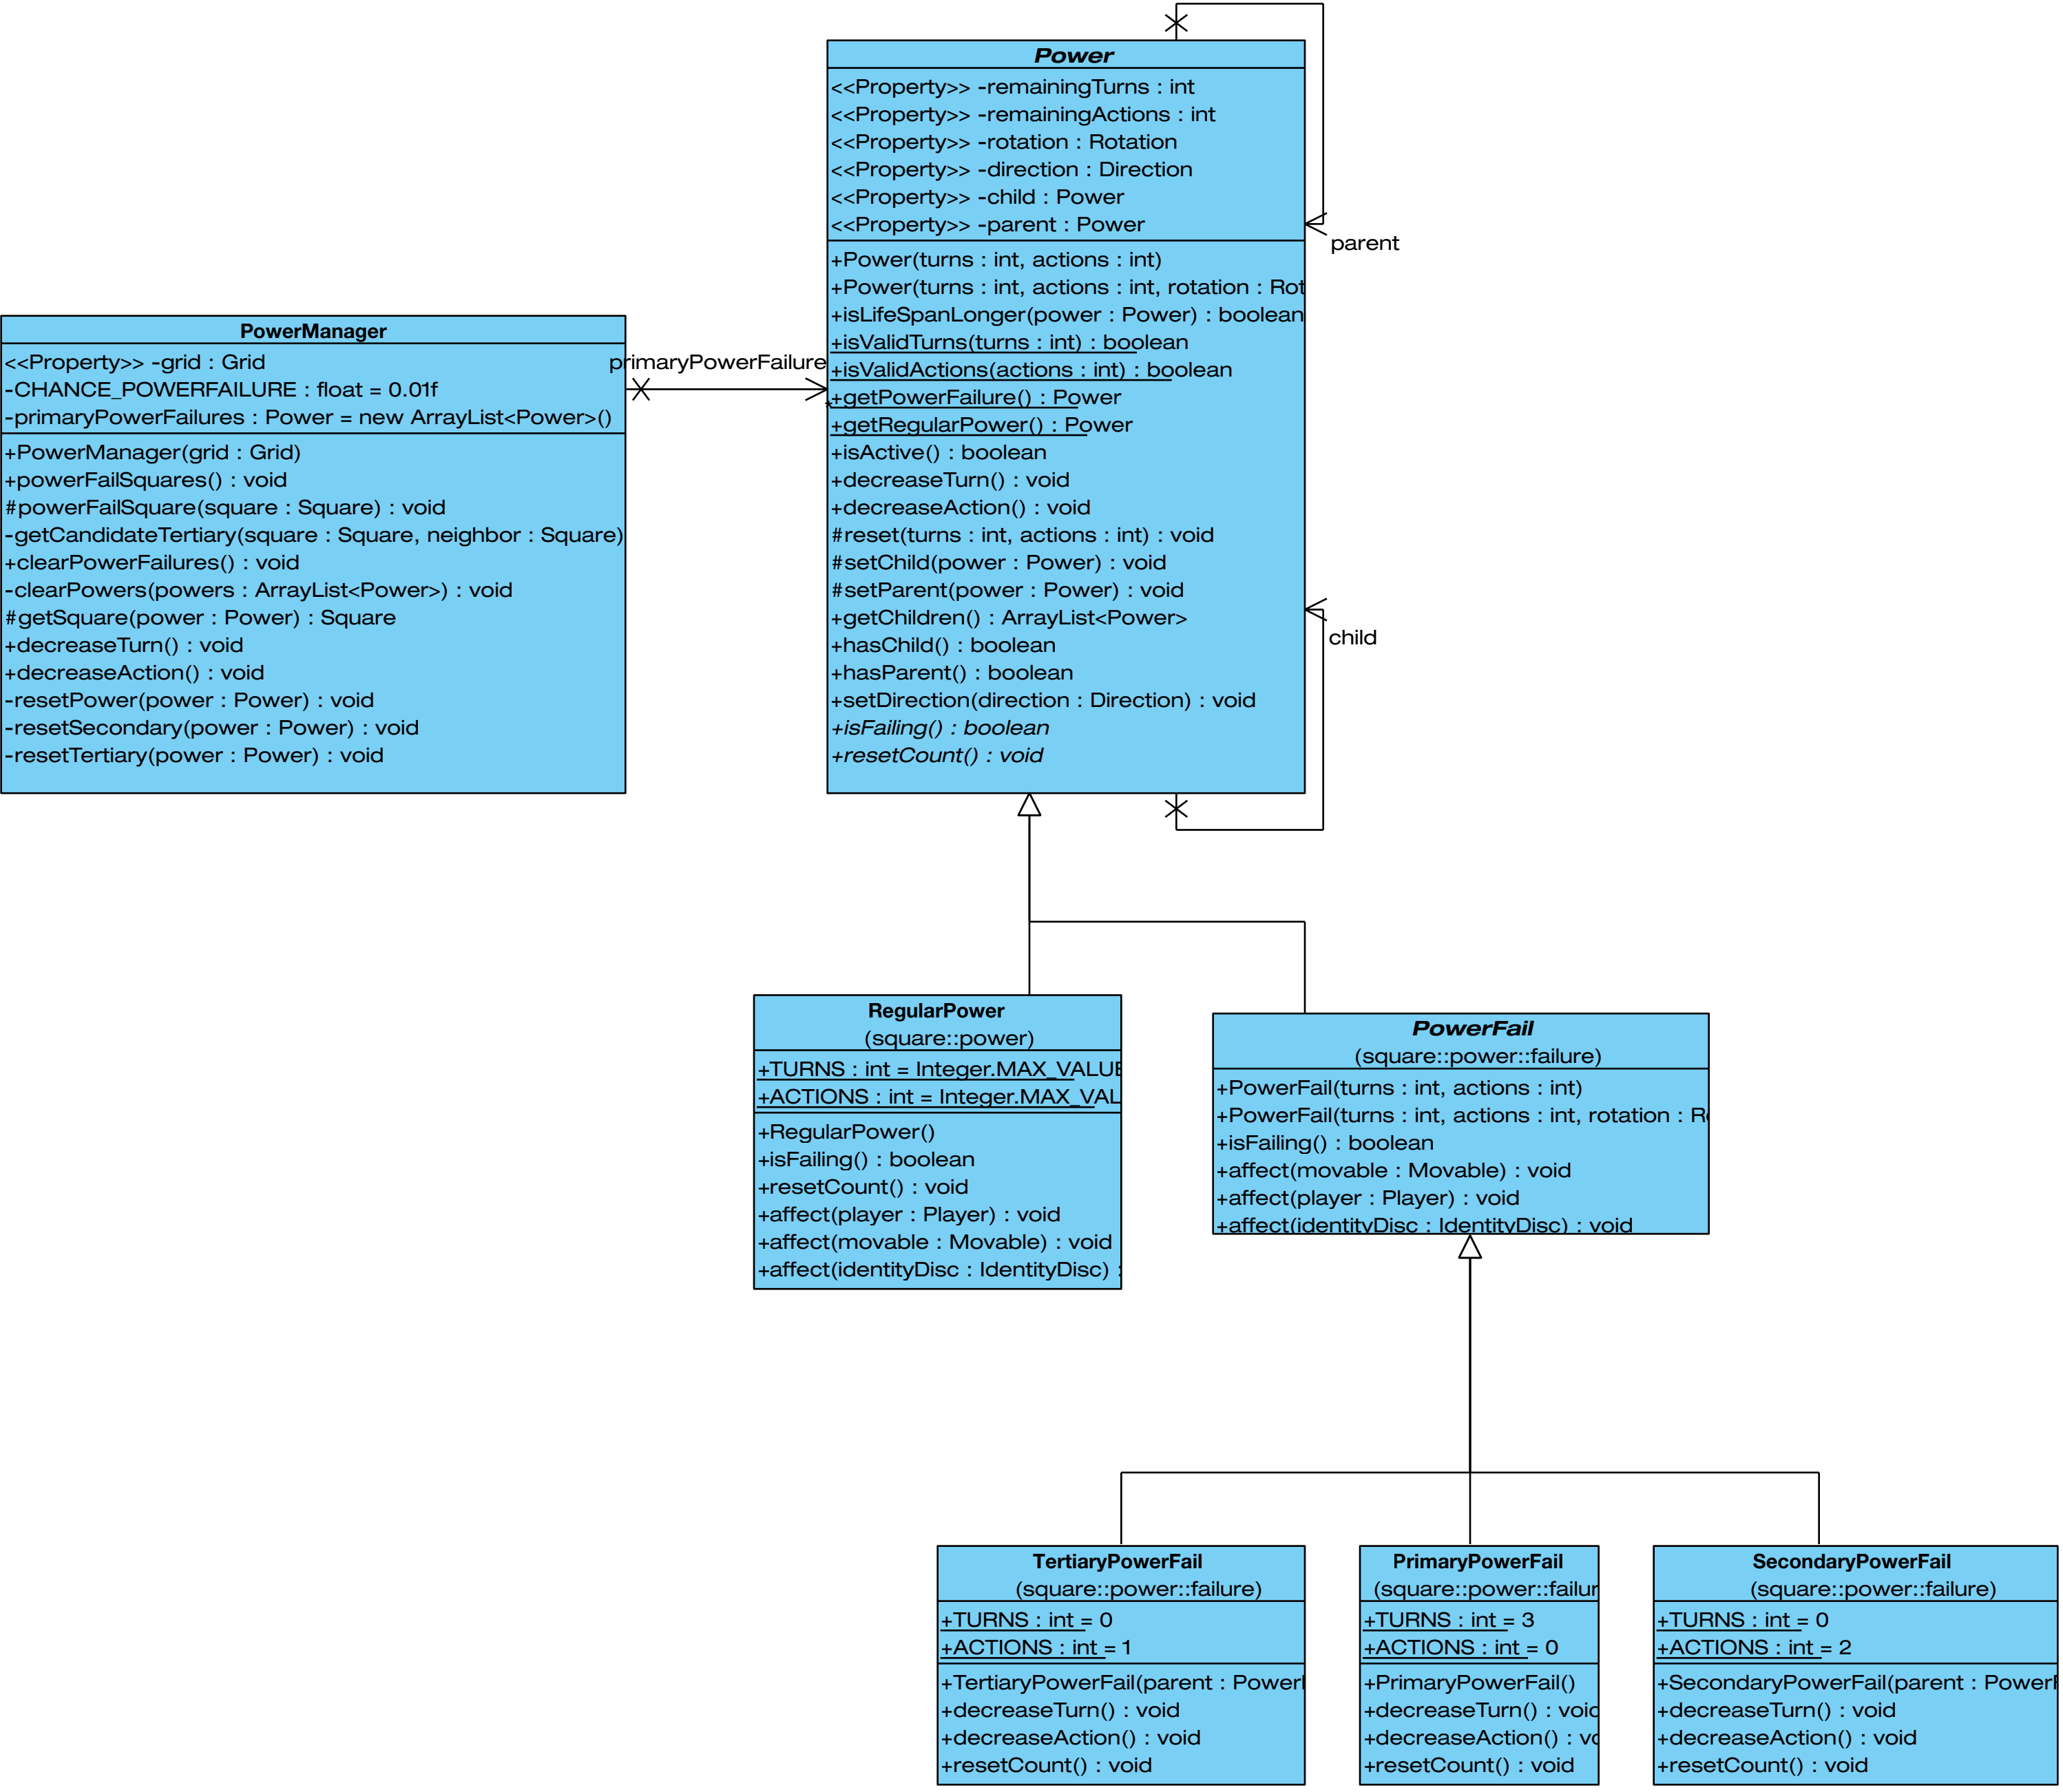 Power
<<Property>> -remainingTurns : int
<<Property>> -remainingActions : int
<<Property>> -rotation : Rotation
<<Property>> -direction : Direction
<<Property>> -child : Power
<<Property>> -parent : Power
+Power(turns : int, actions : int)
+Power(turns : int, actions : int, rotation : Rot
+isLifeSpanLonger(power : Power) : boolean
+isValidTurns(turns : int) : boolean
+isValidActions(actions : int) : boolean
+getPowerFailure() : Power
+getRegularPower() : Power
+isActive() : boolean
+decreaseTurn() : void
+decreaseAction() : void
#reset(turns : int, actions : int) : void
#setChild(power : Power) : void
#setParent(power : Power) : void
+getChildren() : ArrayList<Power>
+hasChild() : boolean
+hasParent() : boolean
+setDirection(direction : Direction) : void
+isFailing() : boolean
+resetCount() : void
parent
child
primaryPowerFailure
PowerManager
<<Property>> -grid : Grid
-CHANCE_POWERFAILURE : float = 0.01f
-primaryPowerFailures : Power = new ArrayList<Power>()
+PowerManager(grid : Grid)
+powerFailSquares() : void
#powerFailSquare(square : Square) : void
-getCandidateTertiary(square : Square, neighbor : Square)
+clearPowerFailures() : void
-clearPowers(powers : ArrayList<Power>) : void
#getSquare(power : Power) : Square
+decreaseTurn() : void
+decreaseAction() : void
-resetPower(power : Power) : void
-resetSecondary(power : Power) : void
-resetTertiary(power : Power) : void
RegularPower
(square::power)
+TURNS : int = Integer.MAX_VALUE
+ACTIONS : int = Integer.MAX_VAL
+RegularPower()
+isFailing() : boolean
+resetCount() : void
+affect(player : Player) : void
+affect(movable : Movable) : void
+affect(identityDisc : IdentityDisc) :
PowerFail
(square::power::failure)
+PowerFail(turns : int, actions : int)
+PowerFail(turns : int, actions : int, rotation : R
+isFailing() : boolean
+affect(movable : Movable) : void
+affect(player : Player) : void
+affect(identityDisc : IdentityDisc) : void
TertiaryPowerFail
(square::power::failure)
+TURNS : int = 0
+ACTIONS : int = 1
+TertiaryPowerFail(parent : Power
+decreaseTurn() : void
+decreaseAction() : void
+resetCount() : void
PrimaryPowerFail
(square::power::failur
+TURNS : int = 3
+ACTIONS : int = 0
+PrimaryPowerFail()
+decreaseTurn() : void
+decreaseAction() : vo
+resetCount() : void
SecondaryPowerFail
(square::power::failure)
+TURNS : int = 0
+ACTIONS : int = 2
+SecondaryPowerFail(parent : Power
+decreaseTurn() : void
+decreaseAction() : void
+resetCount() : void